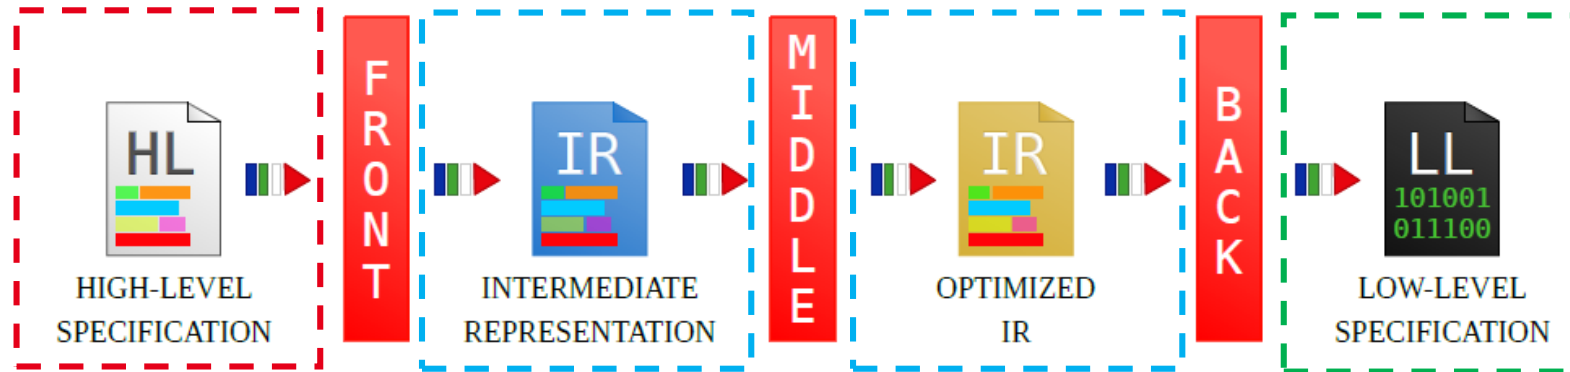 HL
HIGH-LEVEL
SPECIFICATION
FRONT
IR
INTERMEDIATE
REPRESENTATION
MIDDLE
IR
OPTIMIZED
IR
BACK
LL
101001
011100
LOW-LEVEL
SPECIFICATION